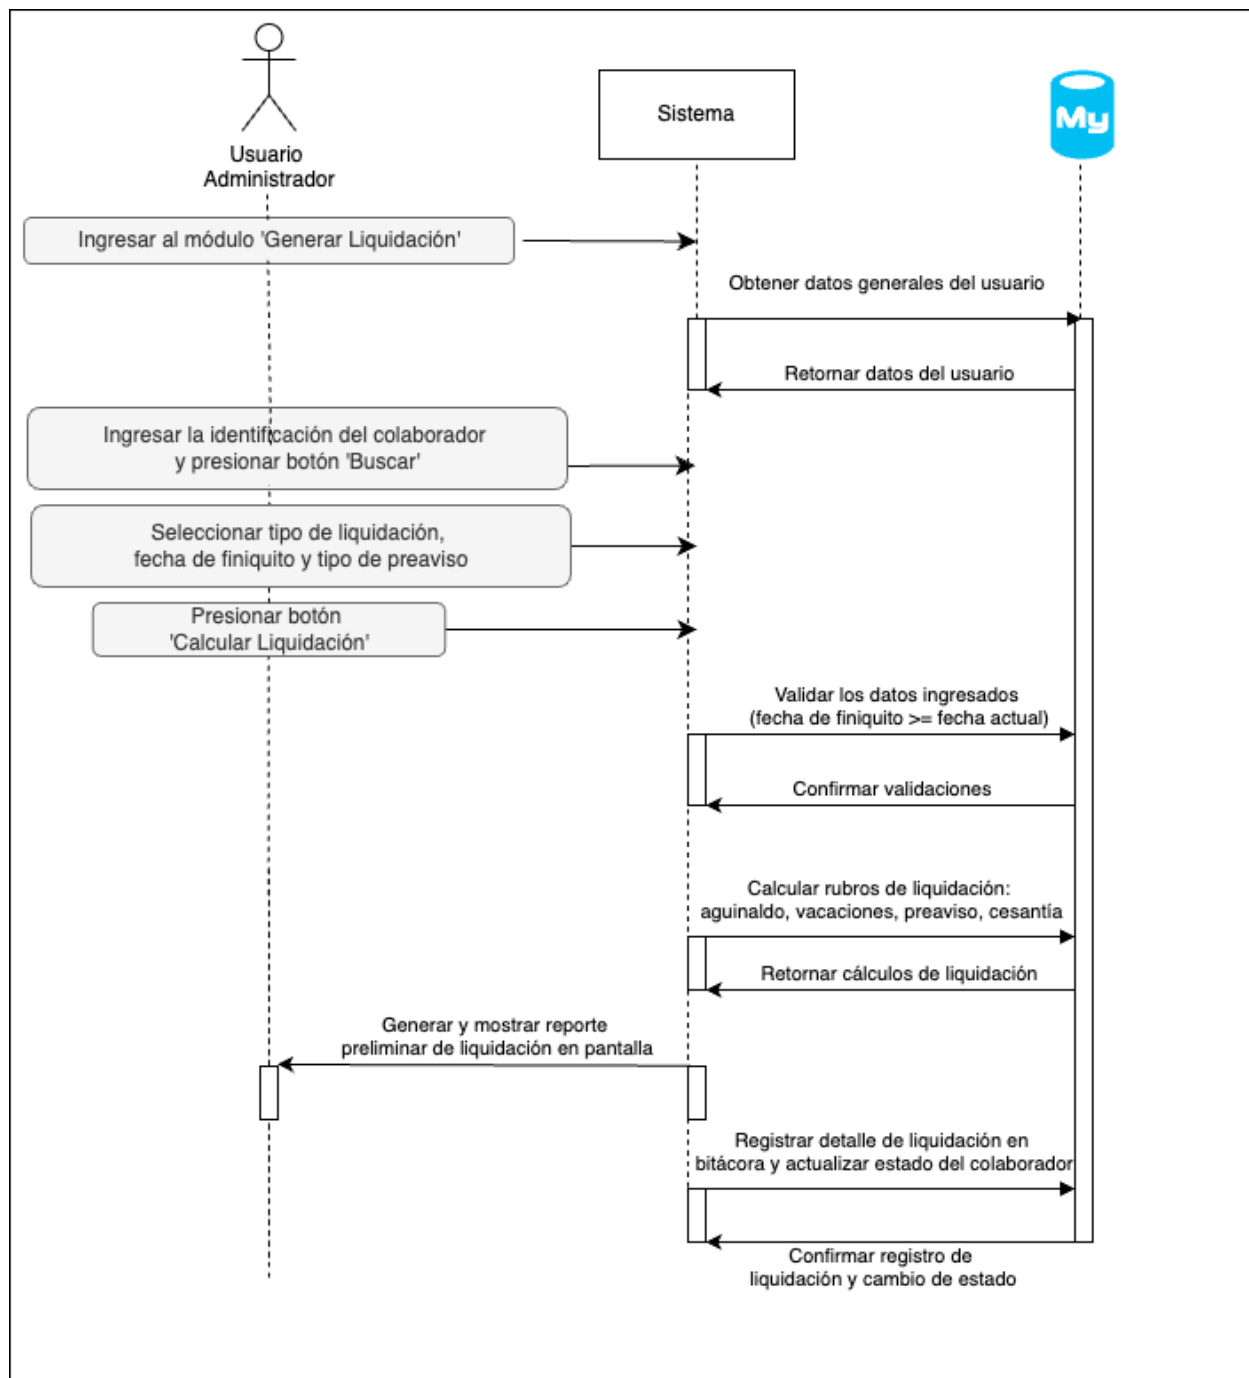 Usuario
Administrador
Sistema
My
Ingresar al módulo 'Generar Liquidación'
Obtener datos generales del usuario
Retornar datos del usuario
Ingresar la identificación del colaborador
y presionar botón 'Buscar'
Seleccionar tipo de liquidación,
fecha de finiquito y tipo de preaviso
Presionar botón
'Calcular Liquidación'
Validar los datos ingresados
(fecha de finiquito >= fecha actual)
Confirmar validaciones
Calcular rubros de liquidación:
aguinaldo, vacaciones, preaviso, cesantía
Retornar cálculos de liquidación
Generar y mostrar reporte
preliminar de liquidación en pantalla
Registrar detalle de liquidación en
bitácora y actualizar estado del colaborador
Confirmar registro de
liquidación y cambio de estado